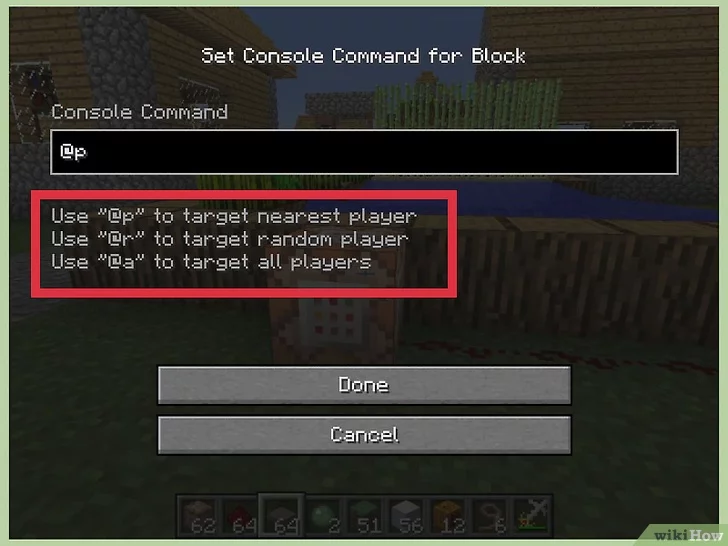 Set Console Command for Block
Console Command
@p
Use "@p" to target nearest player
Use "@r" to target random player
Use "@a" to target all players
Done
Cancel
62 64 64 2 51 56 12 6
wikiHow